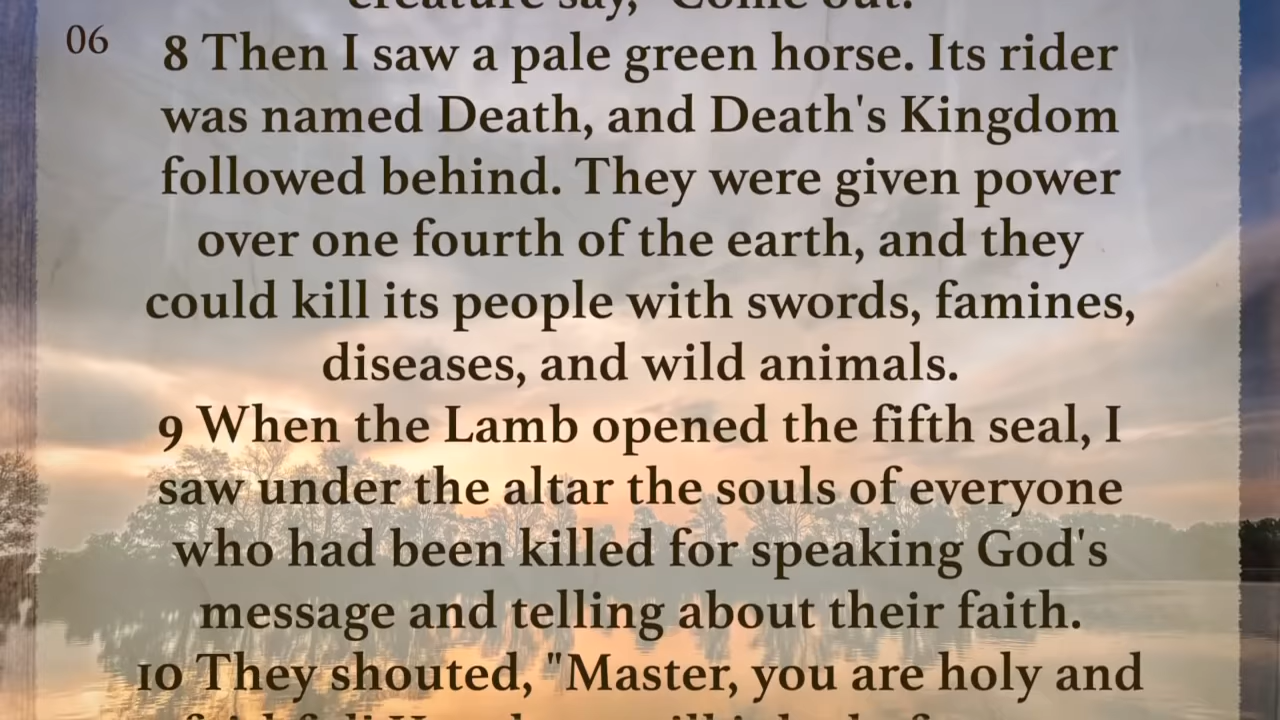 creature say, "Come out!"
06
8 Then I saw a pale green horse. Its rider
was named Death, and Death's Kingdom
followed behind. They were given power
over one fourth of the earth, and they
could kill its people with swords, famines,
diseases, and wild animals.
9 When the Lamb opened the fifth seal, I
saw under the altar the souls of everyone
who had been killed for speaking God's
message and telling about their faith.
10 They shouted, "Master, you are holy and